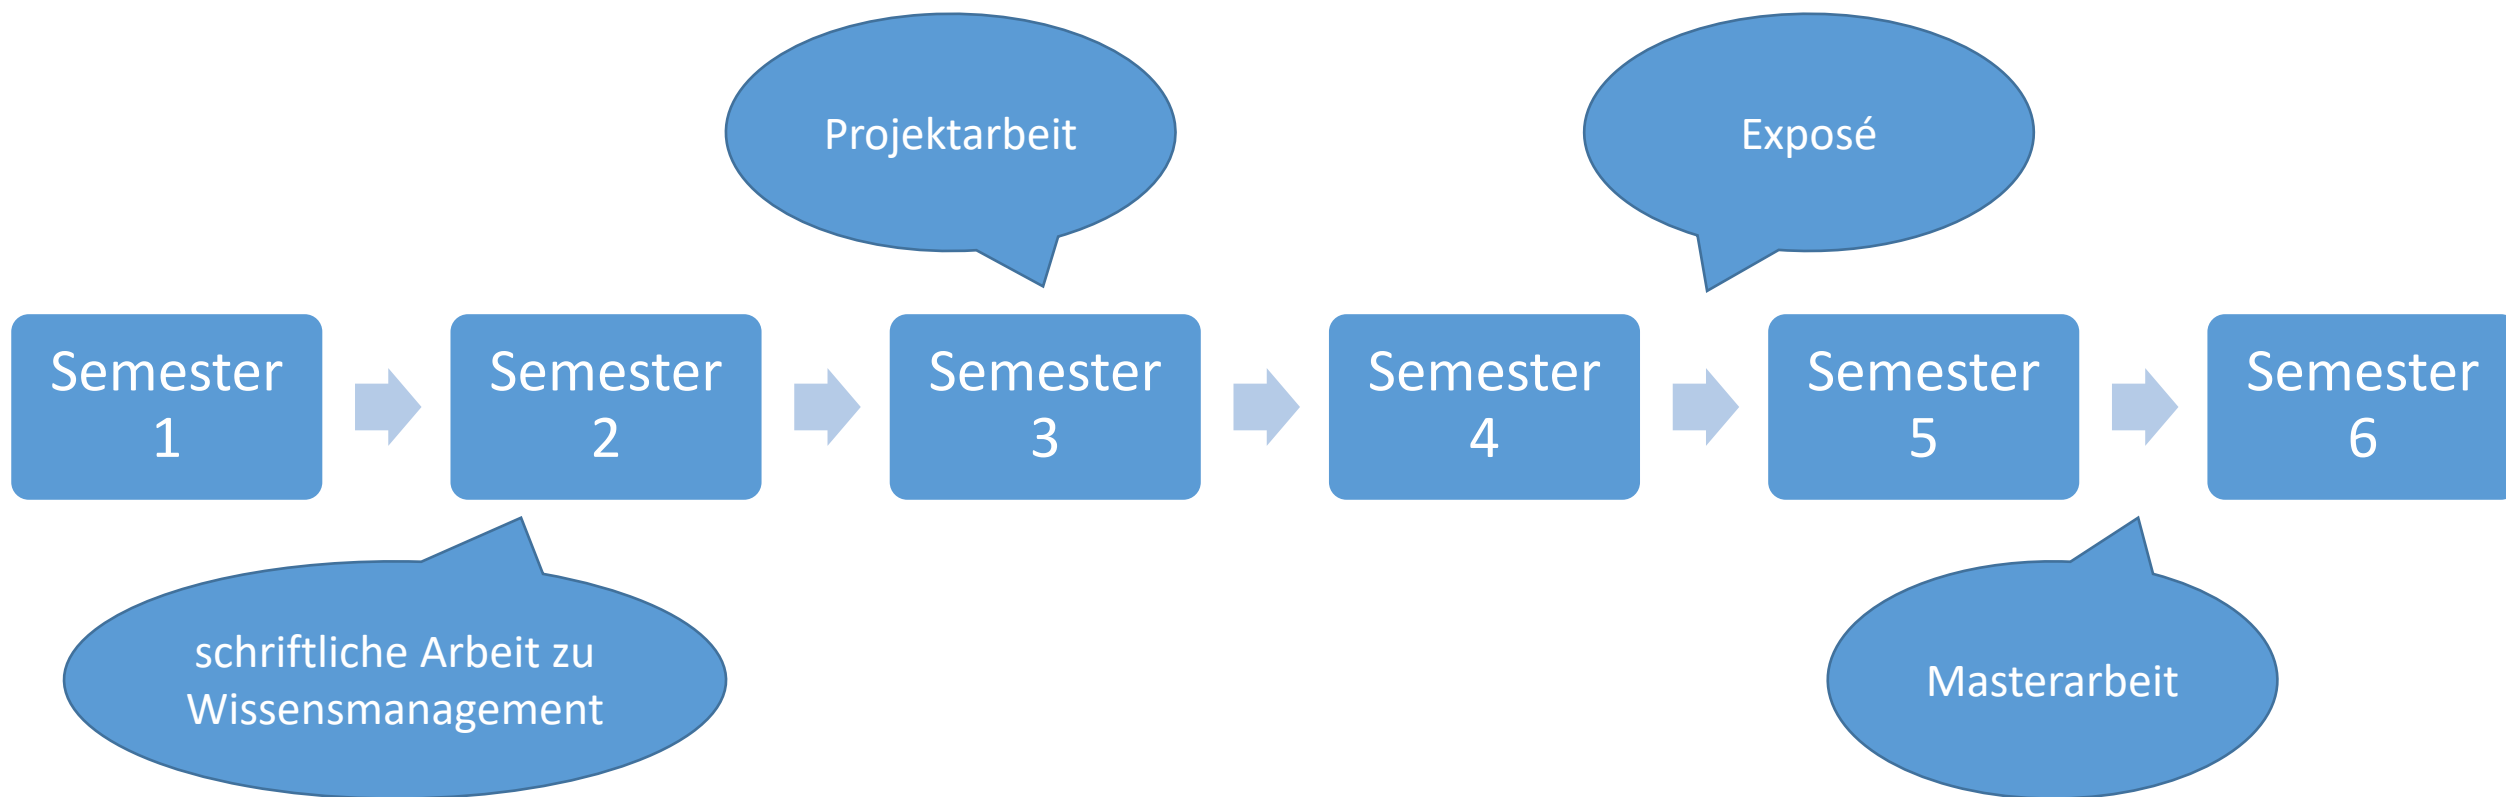 Projektarbeit
Exposé
Semester
1
Semester
2
Semester
3
Semester
4
Semester
5
Semester
6
schriftliche Arbeit zu
Wissensmanagement
Masterarbeit